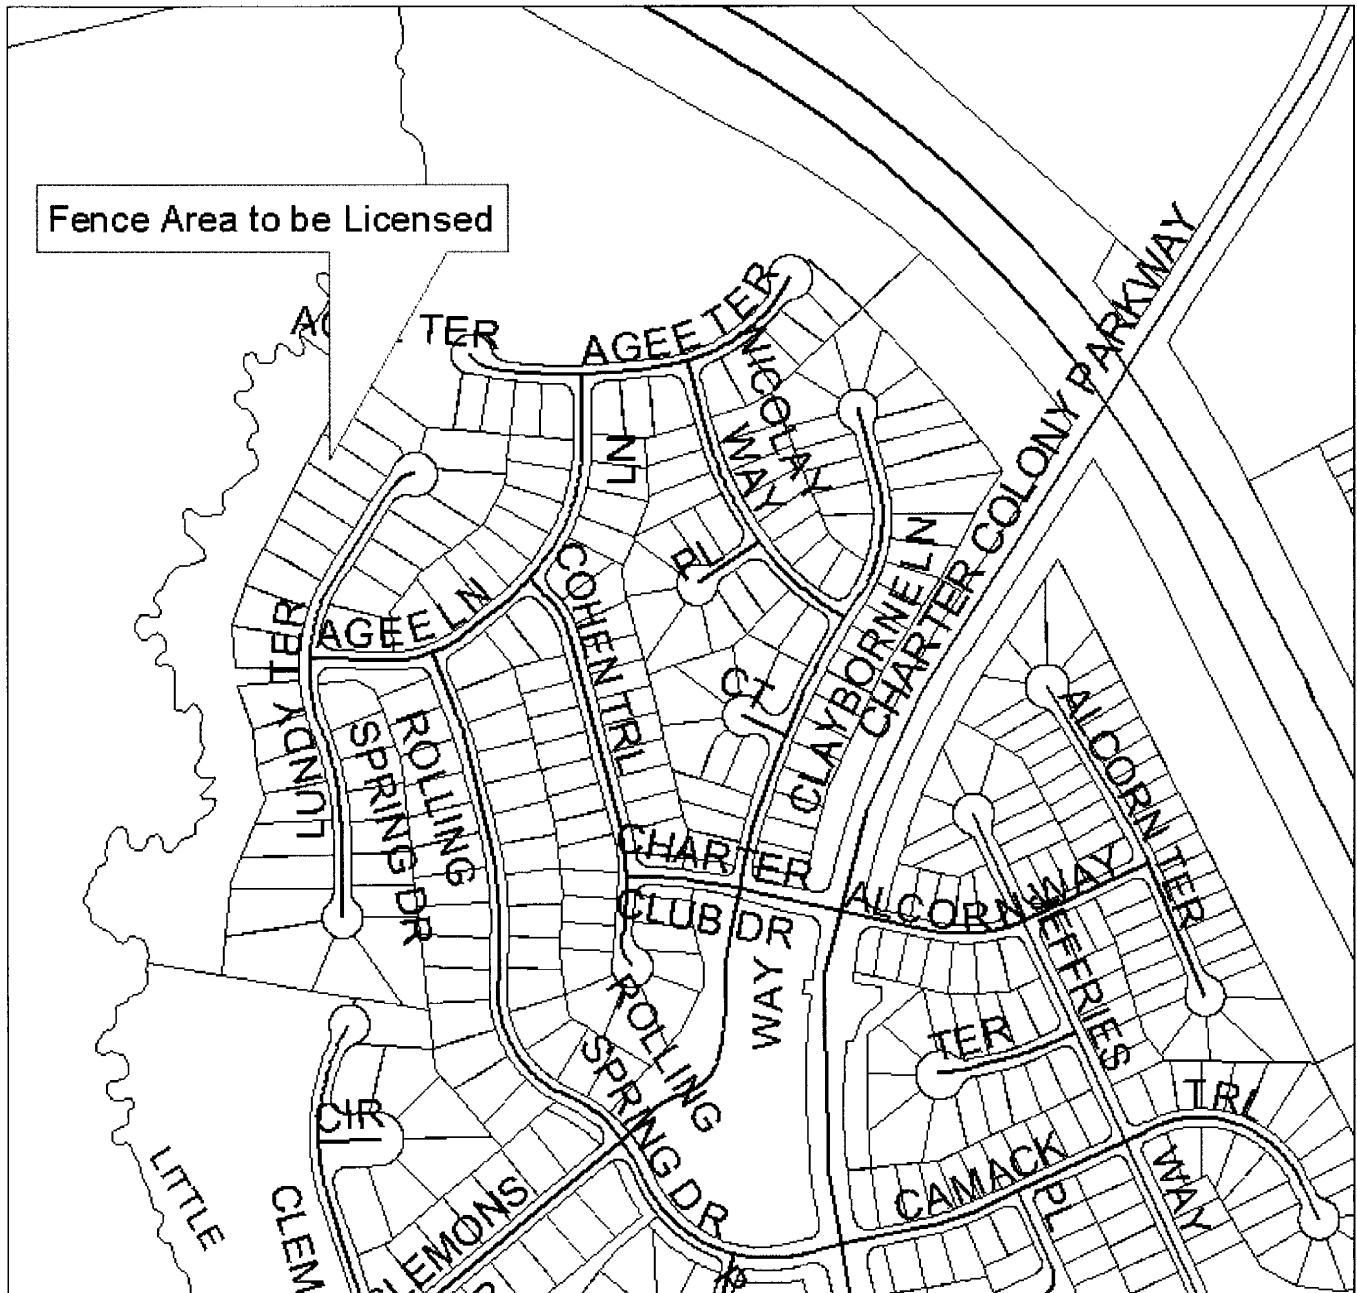 Fence Area to be Licensed
TER
AGEE TER
NICOLAY
WAY
LN
CHARTER COLONY PARKWAY
PL
COHEN TRL
AGEE LN
LUNDY TER
CLAYBORNE LN
CT
ROLLING
SPRING DR
ALCORN TER
CHARTER
CLUB DR
ALCORN WAY
JEFFRIES
WAY
ROLLING
SPRING DR
TER
TRL
CIR
CAMACK
PL
WAY
LITTLE
CLEM
LEMONS